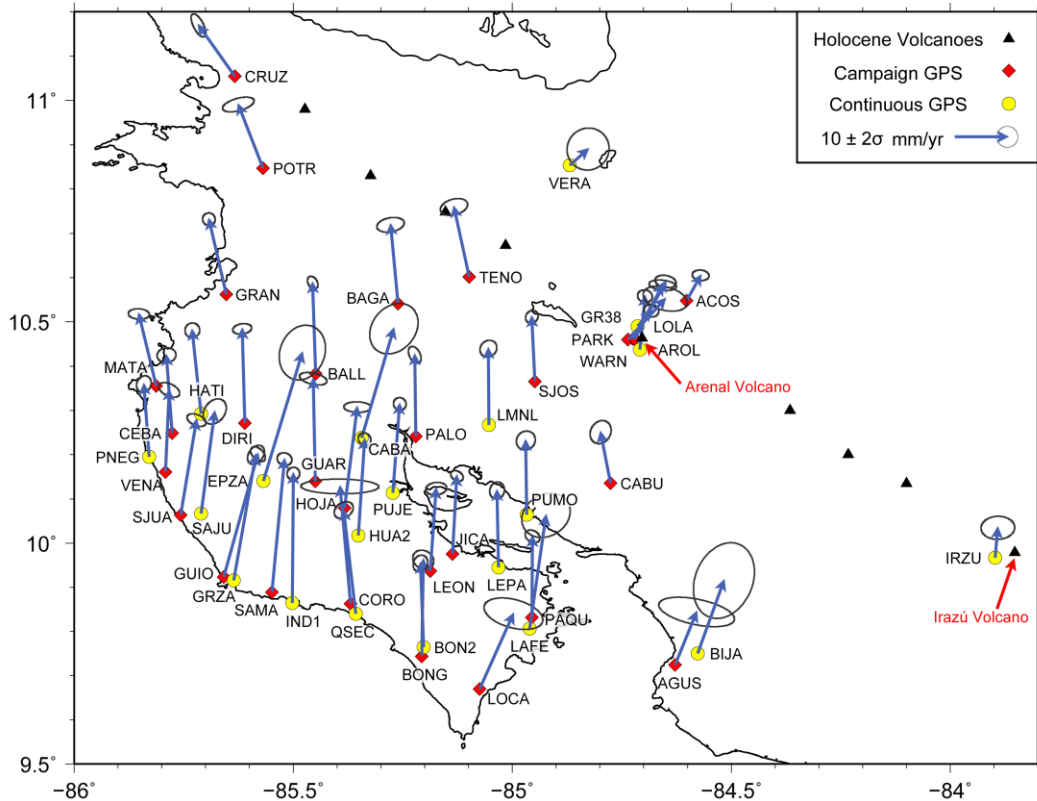 Holocene Volcanoes
Campaign GPS
Continuous GPS
10 ± 2σ mm/yr
11°
10.5°
10°
9.5°
−86°
−85.5°
−85°
−84.5°
−84°
CRUZ
POTR
VERA
TENO
GRAN
BAGA
ACOS
GR38
LOLA
PARK
AROL
WARN
Arenal Volcano
MATA
HATI
BALL
SJOS
CEBA
DIRI
LMNL
PNEG
CABA
PALO
VENA
EPZA
GUAR
CABU
SJUA
SAJU
HOJA
PUJE
PUMO
HUA2
JICA
IRZU
GUIO
LEON
LEPA
GRZA
SAMA
IND1
CORO
QSEC
PAQU
Irazú Volcano
LAFE
BON2
BIJA
BONG
AGUS
LOCA